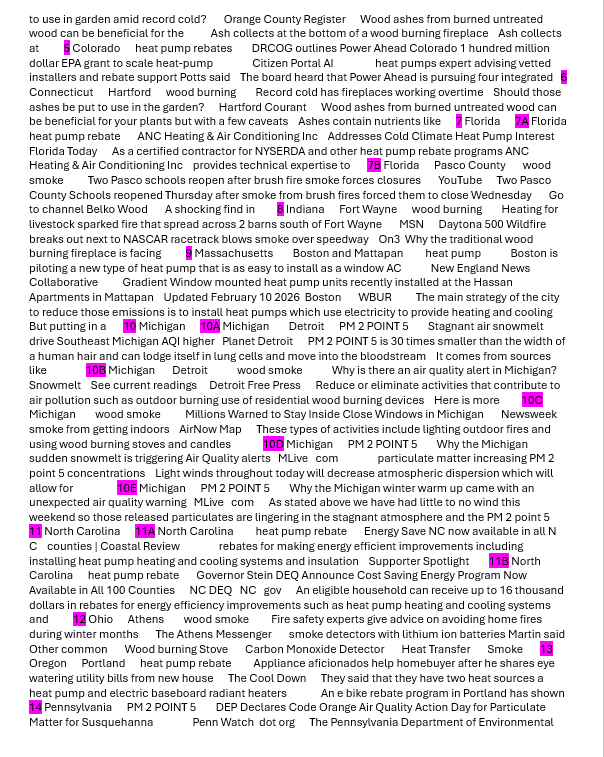 to use in garden amid record cold? Orange County Register Wood ashes from burned untreated
wood can be beneficial for the Ash collects at the bottom of a wood burning fireplace Ash collects
at 5 Colorado heat pump rebates DRCOG outlines Power Ahead Colorado 1 hundred million
dollar EPA grant to scale heat-pump Citizen Portal AI heat pumps expert advising vetted
installers and rebate support Potts said The board heard that Power Ahead is pursuing four integrated 6
Connecticut Hartford wood burning Record cold has fireplaces working overtime Should those
ashes be put to use in the garden? Hartford Courant Wood ashes from burned untreated wood can
be beneficial for your plants but with a few caveats Ashes contain nutrients like 7 Florida 7A Florida
heat pump rebate ANC Heating & Air Conditioning Inc Addresses Cold Climate Heat Pump Interest
Florida Today As a certified contractor for NYSERDA and other heat pump rebate programs ANC
Heating & Air Conditioning Inc provides technical expertise to 7B Florida Pasco County wood
smoke Two Pasco schools reopen after brush fire smoke forces closures YouTube Two Pasco
County Schools reopened Thursday after smoke from brush fires forced them to close Wednesday Go
to channel Belko Wood A shocking find in 8 Indiana Fort Wayne wood burning Heating for
livestock sparked fire that spread across 2 barns south of Fort Wayne MSN Daytona 500 Wildfire
breaks out next to NASCAR racetrack blows smoke over speedway On3 Why the traditional wood
burning fireplace is facing 9 Massachusetts Boston and Mattapan heat pump Boston is
piloting a new type of heat pump that is as easy to install as a window AC New England News
Collaborative Gradient Window mounted heat pump units recently installed at the Hassan
Apartments in Mattapan Updated February 10 2026 Boston WBUR The main strategy of the city
to reduce those emissions is to install heat pumps which use electricity to provide heating and cooling
But putting in a 10 Michigan 10A Michigan Detroit PM 2 POINT 5 Stagnant air snowmelt
drive Southeast Michigan AQI higher Planet Detroit PM 2 POINT 5 is 30 times smaller than the width of
a human hair and can lodge itself in lung cells and move into the bloodstream It comes from sources
like 10B Michigan Detroit wood smoke Why is there an air quality alert in Michigan?
Snowmelt See current readings Detroit Free Press Reduce or eliminate activities that contribute to
air pollution such as outdoor burning use of residential wood burning devices Here is more 10C
Michigan wood smoke Millions Warned to Stay Inside Close Windows in Michigan Newsweek
smoke from getting indoors AirNow Map These types of activities include lighting outdoor fires and
using wood burning stoves and candles 10D Michigan PM 2 POINT 5 Why the Michigan
sudden snowmelt is triggering Air Quality alerts MLive com particulate matter increasing PM 2
point 5 concentrations Light winds throughout today will decrease atmospheric dispersion which will
allow for 10E Michigan PM 2 POINT 5 Why the Michigan winter warm up came with an
unexpected air quality warning MLive com As stated above we have had little to no wind this
weekend so those released particulates are lingering in the stagnant atmosphere and the PM 2 point 5
11 North Carolina 11A North Carolina heat pump rebate Energy Save NC now available in all N
C counties | Coastal Review rebates for making energy efficient improvements including
installing heat pump heating and cooling systems and insulation Supporter Spotlight 11B North
Carolina heat pump rebate Governor Stein DEQ Announce Cost Saving Energy Program Now
Available in All 100 Counties NC DEQ NC gov An eligible household can receive up to 16 thousand
dollars in rebates for energy efficiency improvements such as heat pump heating and cooling systems
and 12 Ohio Athens wood smoke Fire safety experts give advice on avoiding home fires
during winter months The Athens Messenger smoke detectors with lithium ion batteries Martin said
Other common Wood burning Stove Carbon Monoxide Detector Heat Transfer Smoke 13
Oregon Portland heat pump rebate Appliance aficionados help homebuyer after he shares eye
watering utility bills from new house The Cool Down They said that they have two heat sources a
heat pump and electric baseboard radiant heaters An e bike rebate program in Portland has shown
14 Pennsylvania PM 2 POINT 5 DEP Declares Code Orange Air Quality Action Day for Particulate
Matter for Susquehanna Penn Watch dot org The Pennsylvania Department of Environmental